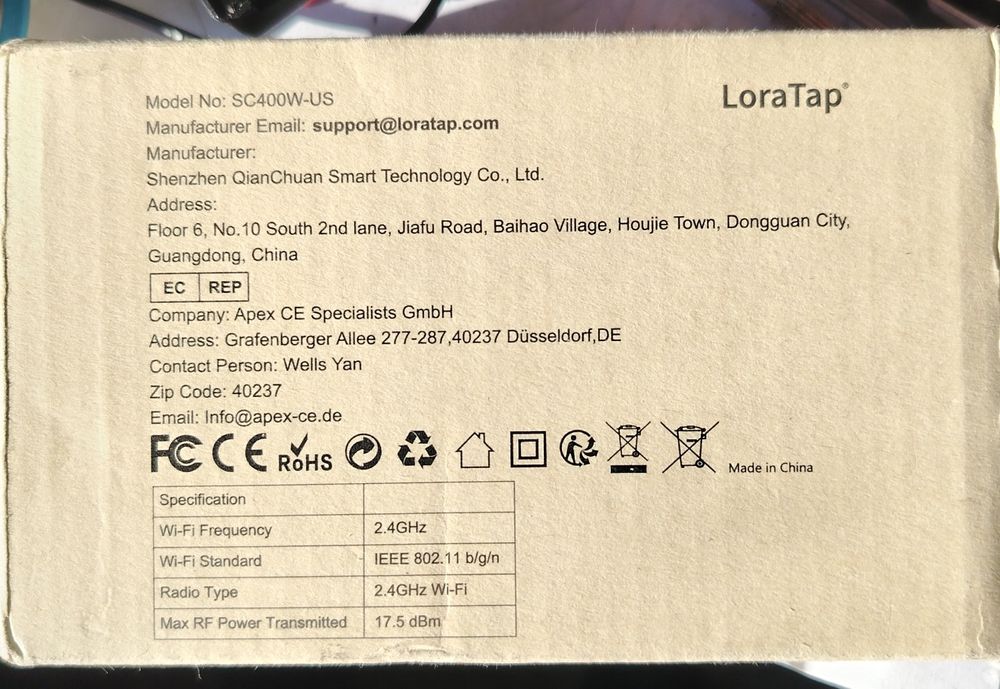 LoraTap®
Model No: SC400W-US
Manufacturer Email: support@loratap.com
Manufacturer:
Shenzhen QianChuan Smart Technology Co., Ltd.
Address:
Floor 6, No.10 South 2nd lane, Jiafu Road, Baihao Village, Houjie Town, Dongguan City,
Guangdong, China
EC REP
Company: Apex CE Specialists GmbH
Address: Grafenberger Allee 277-287,40237 Düsseldorf,DE
Contact Person: Wells Yan
Zip Code: 40237
Email: Info@apex-ce.de
FC CE RoHS Made in China
Specification
Wi-Fi Frequency 2.4GHz
Wi-Fi Standard IEEE 802.11 b/g/n
Radio Type 2.4GHz Wi-Fi
Max RF Power Transmitted 17.5 dBm